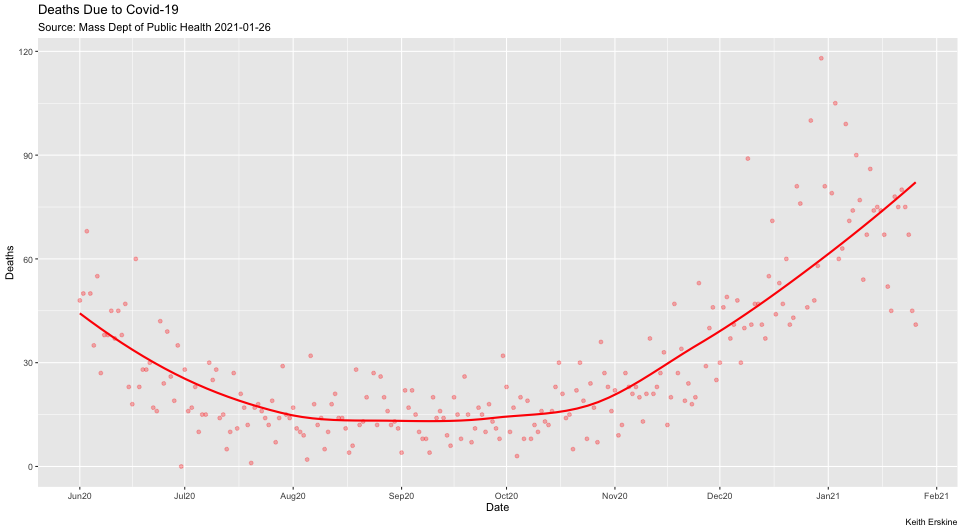 Deaths Due to Covid-19
Source: Mass Dept of Public Health 2021-01-26
120
90
60
30
0
Deaths
Jun20 Jul20 Aug20 Sep20 Oct20 Nov20 Dec20 Jan21 Feb21
Date
Keith Erskine